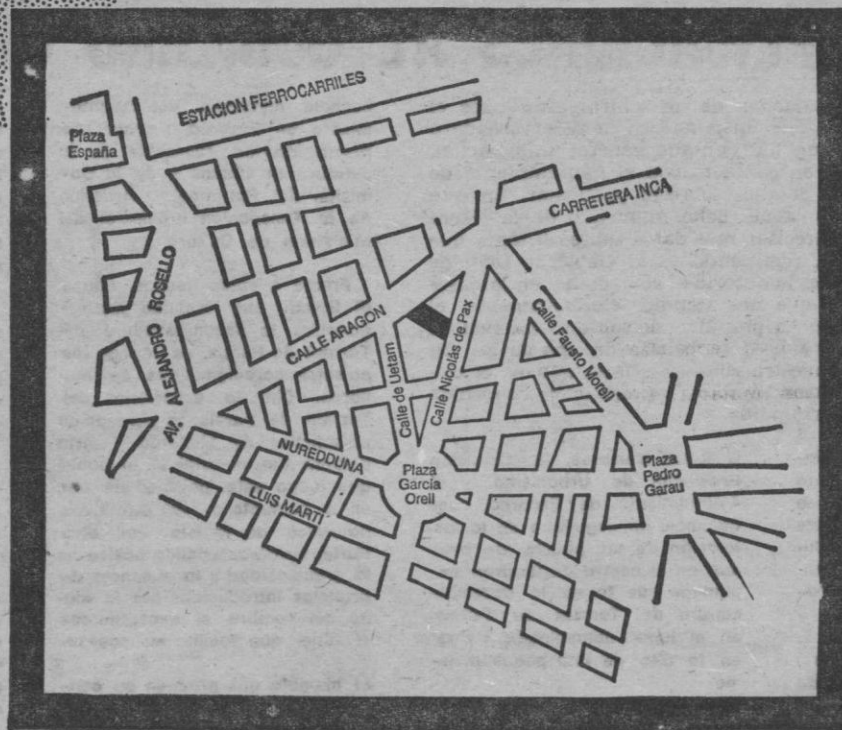 ESTACION FERROCARRILES
Plaza
España
CARRETERA INCA
AV. ALEJANDRO ROSELLO
CALLE ARAGON
Calle de Uetam
Calle Nicolás de Pax
Calle Fausto Morell
NUREDDUNA
LUIS MARTI
Plaza
García
Orell
Plaza
Pedro
Garau